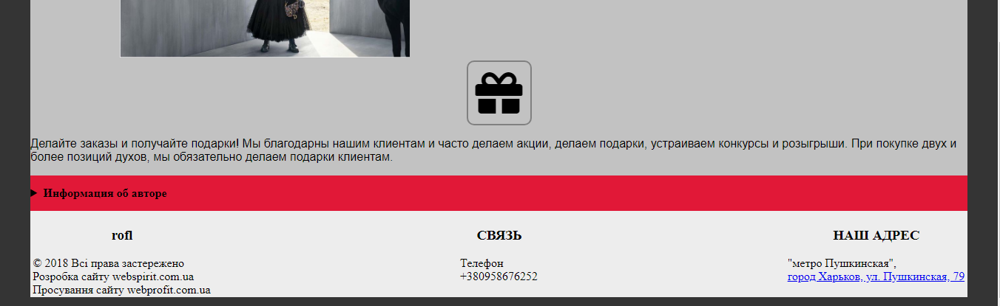 Делайте заказы и получайте подарки! Мы благодарны нашим клиентам и часто делаем акции, делаем подарки, устраиваем конкурсы и розыгрыши. При покупке двух и
более позиций духов, мы обязательно делаем подарки клиентам.
Информация об авторе
rofl
© 2018 Всі права застережено
Розробка сайту webspirit.com.ua
Просування сайту webprofit.com.ua
СВЯЗЬ
Телефон
+380958676252
НАШ АДРЕС
"метро Пушкинская",
город Харьков, ул. Пушкинская, 79